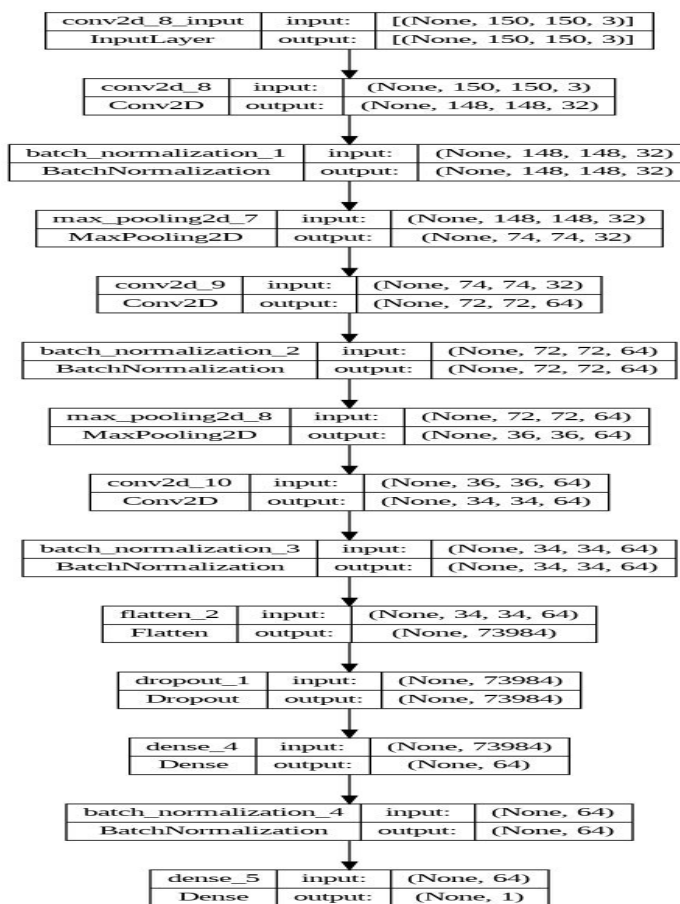 conv2d_8_input input: [(None, 150, 150, 3)]
InputLayer output: [(None, 150, 150, 3)]
conv2d_8 input: (None, 150, 150, 3)
Conv2D output: (None, 148, 148, 32)
batch_normalization_1 input: (None, 148, 148, 32)
BatchNormalization output: (None, 148, 148, 32)
max_pooling2d_7 input: (None, 148, 148, 32)
MaxPooling2D output: (None, 74, 74, 32)
conv2d_9 input: (None, 74, 74, 32)
Conv2D output: (None, 72, 72, 64)
batch_normalization_2 input: (None, 72, 72, 64)
BatchNormalization output: (None, 72, 72, 64)
max_pooling2d_8 input: (None, 72, 72, 64)
MaxPooling2D output: (None, 36, 36, 64)
conv2d_10 input: (None, 36, 36, 64)
Conv2D output: (None, 34, 34, 64)
batch_normalization_3 input: (None, 34, 34, 64)
BatchNormalization output: (None, 34, 34, 64)
flatten_2 input: (None, 34, 34, 64)
Flatten output: (None, 73984)
dropout_1 input: (None, 73984)
Dropout output: (None, 73984)
dense_4 input: (None, 73984)
Dense output: (None, 64)
batch_normalization_4 input: (None, 64)
BatchNormalization output: (None, 64)
dense_5 input: (None, 64)
Dense output: (None, 1)